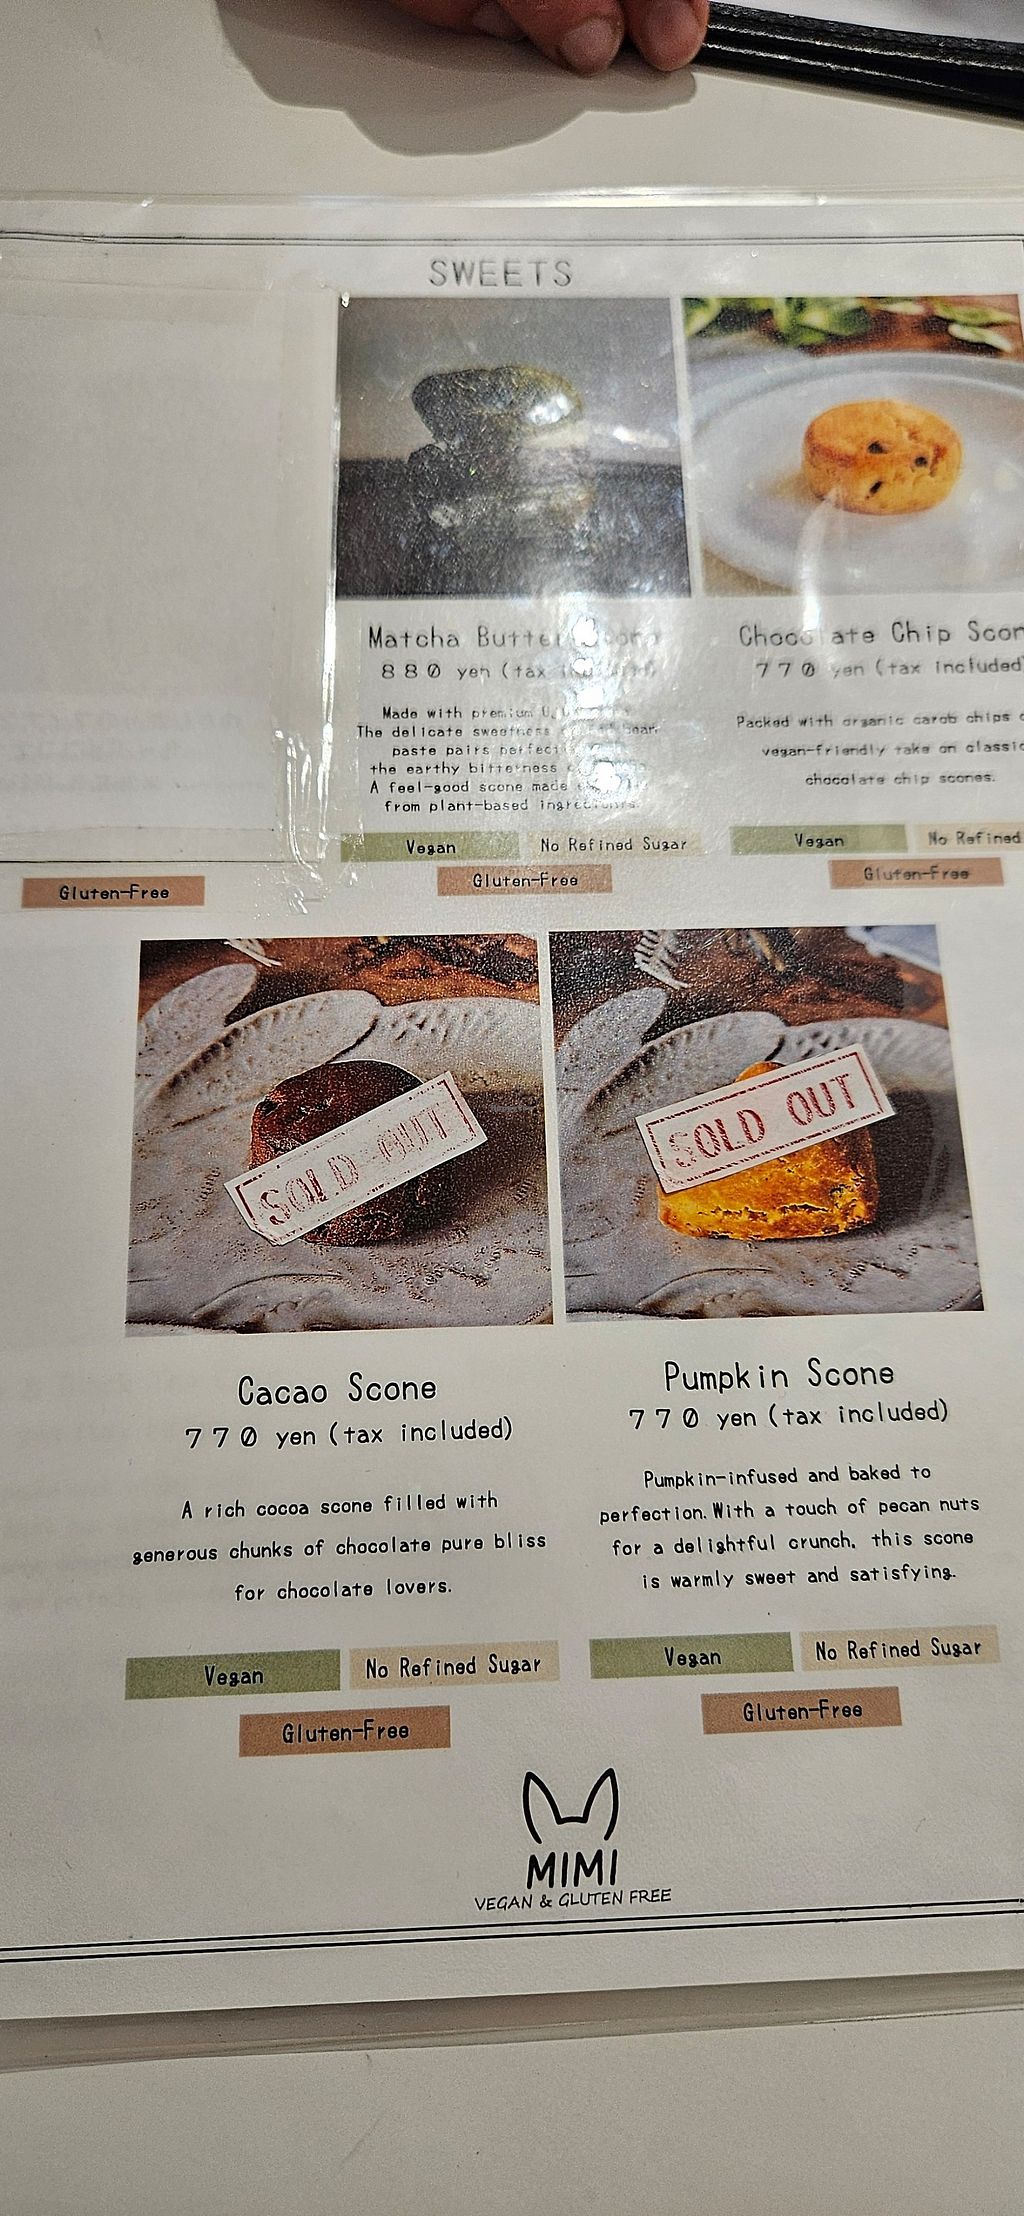 SWEETS
Matcha Butter Scone
880 yen (tax included)
Made with premium
The delicate sweetness
paste pairs perfectly
the earthy bitterness
A feel-good scone made
from plant-based ingredients.
Vegan
No Refined Sugar
Gluten-Free
Chocolate Chip Scon
770 yen (tax included)
Packed with organic carob chips
vegan-friendly take on classic
chocolate chip scones.
Vegan
No Refined
Gluten-Free
Gluten-Free
SOLD OUT
Cacao Scone
770 yen (tax included)
A rich cocoa scone filled with
generous chunks of chocolate pure bliss
for chocolate lovers.
Vegan
No Refined Sugar
Gluten-Free
SOLD OUT
Pumpkin Scone
770 yen (tax included)
Pumpkin-infused and baked to
perfection. With a touch of pecan nuts
for a delightful crunch, this scone
is warmly sweet and satisfying.
Vegan
No Refined Sugar
Gluten-Free
MIMI
VEGAN & GLUTEN FREE